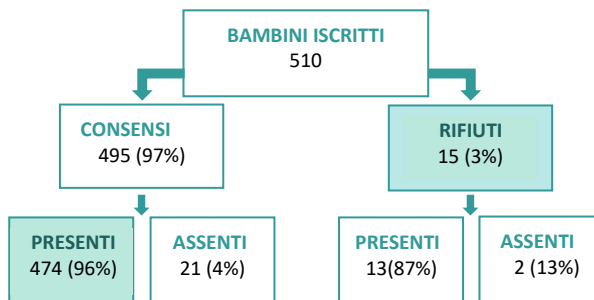 BAMBINI ISCRITTI
510
CONSENSI
495 (97%)
RIFIUTI
15 (3%)
PRESENTI
474 (96%)
ASSENTI
21 (4%)
PRESENTI
13(87%)
ASSENTI
2 (13%)